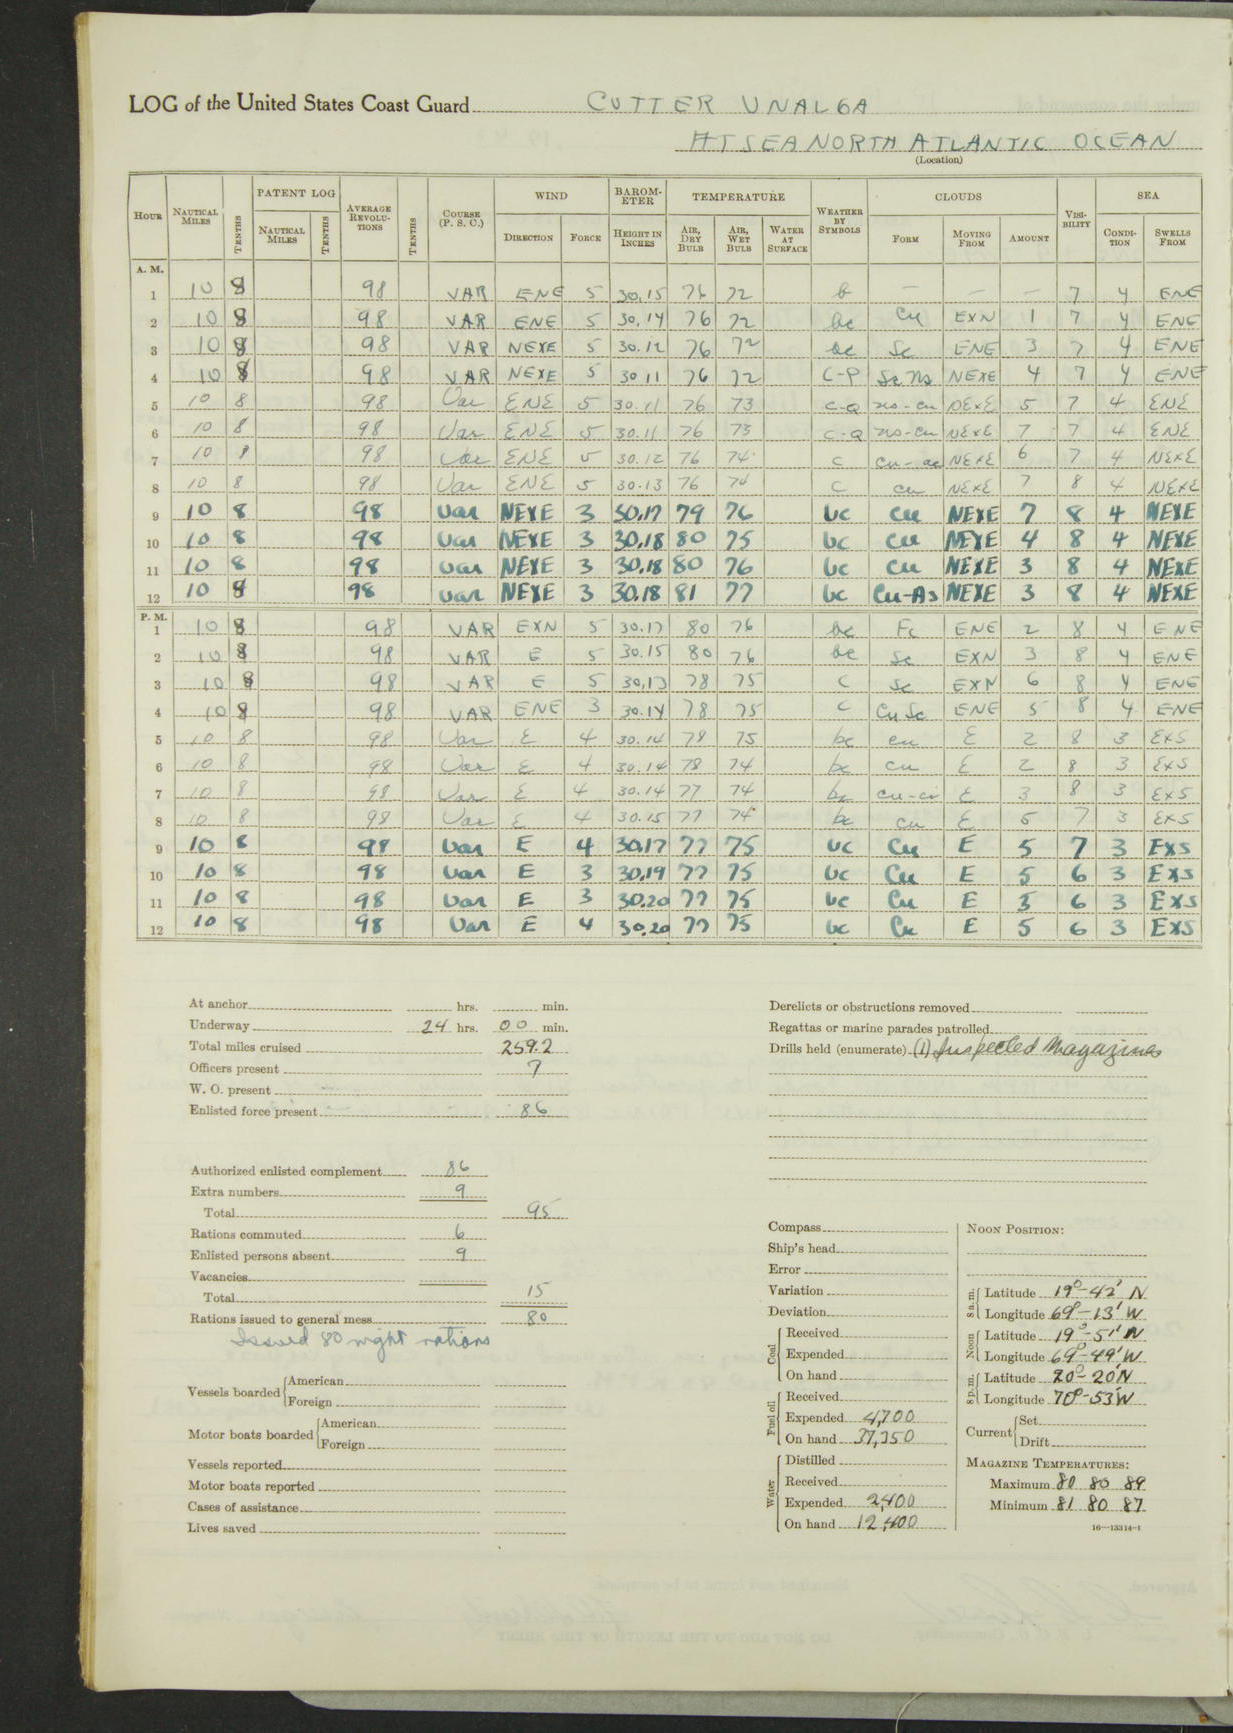 LOG of the United States Coast Guard CUTTER UNALGA
AT SEA NORTH ATLANTIC OCEAN
(Location)
HOUR NAUTICAL MILES TENTHS PATENT LOG NAUTICAL MILES TENTHS AVERAGE REVOLUTIONS TENTHS COURSE (P. S. C.) WIND DIRECTION FORCE BAROMETER HEIGHT IN INCHES TEMPERATURE AIR, DRY BULB AIR, WET BULB WATER AT SURFACE WEATHER BY SYMBOLS CLOUDS FORM MOVING FROM AMOUNT VISIBILITY SEA CONDITION SWELLS FROM
A. M.
1 10 8 98 VAR ENE 5 30.15 76 72 b — — — 7 4 ENE
2 10 8 98 VAR ENE 5 30.14 76 72 bc Cu EXN 1 7 4 ENE
3 10 8 98 VAR NEXE 5 30.12 76 72 bc Sc ENE 3 7 4 ENE
4 10 8 98 VAR NEXE 5 30 11 76 72 C-P Sc Ns NEXE 4 7 4 ENE
5 10 8 98 Var ENE 5 30.11 76 73 C-Q ns-cu NExE 5 7 4 ENE
6 10 8 98 Var ENE 5 30.11 76 73 C-Q ns-cu NExE 7 7 4 ENE
7 10 8 98 Var ENE 5 30.12 76 74 C cu-ac NExE 6 7 4 NExE
8 10 8 98 Var ENE 5 30.13 76 74 C cu NExE 7 8 4 NExE
9 10 8 98 Var NEXE 3 30.17 79 76 bc Cu NEXE 7 8 4 NEXE
10 10 8 98 Var NEXE 3 30.18 80 75 bc Cu NEXE 4 8 4 NEXE
11 10 8 98 Var NEXE 3 30.18 80 76 bc Cu NEXE 3 8 4 NEXE
12 10 8 98 Var NEXE 3 30.18 81 77 bc Cu-As NEXE 3 8 4 NEXE
P. M.
1 10 8 98 VAR EXN 5 30.17 80 76 bc Fc ENE 2 8 4 ENE
2 10 8 98 VAR E 5 30.15 80 76 bc Sc EXN 3 8 4 ENE
3 10 8 98 VAR E 5 30.13 78 75 C Sc EXN 6 8 4 ENE
4 10 8 98 VAR ENE 3 30.14 78 75 C Cu Sc ENE 5 8 4 ENE
5 10 8 98 Var E 4 30.14 78 75 bc cu E 2 8 3 ExS
6 10 8 98 Var E 4 30.14 78 74 bc cu E 2 8 3 ExS
7 10 8 98 Var E 4 30.14 77 74 bc cu-ci E 3 8 3 ExS
8 10 8 98 Var E 4 30.15 77 74 bc cu E 5 7 3 ExS
9 10 8 98 Var E 4 30.17 77 75 bc Cu E 5 7 3 EXS
10 10 8 98 Var E 3 30.19 77 75 bc Cu E 5 6 3 EXS
11 10 8 98 Var E 3 30.20 77 75 bc Cu E 5 6 3 EXS
12 10 8 98 Var E 4 30.20 77 75 bc Cu E 5 6 3 EXS
At anchor hrs. min.
Underway 24 hrs. 00 min.
Total miles cruised 259.2
Officers present 7
W. O. present
Enlisted force present 86
Authorized enlisted complement 86
Extra numbers 9
Total 95
Rations commuted 6
Enlisted persons absent 9
Vacancies
Total 15
Rations issued to general mess 80
Issued 80 night rations
Vessels boarded American
Foreign
Motor boats boarded American
Foreign
Vessels reported
Motor boats reported
Cases of assistance
Lives saved
Derelicts or obstructions removed
Regattas or marine parades patrolled
Drills held (enumerate) (1) Inspected Magazines
Compass
Ship's head
Error
Variation
Deviation
Coal Received
Expended
On hand
Fuel oil Received
Expended 4,700
On hand 37,350
Water Distilled
Received
Expended 2,400
On hand 12,400
NOON POSITION:
8 a.m. Latitude 19°-42' N
Longitude 69°-13' W
Noon Latitude 19°-51' N
Longitude 69°-49' W
8 p.m. Latitude 20°-20' N
Longitude 70°-53' W
Current Set
Drift
MAGAZINE TEMPERATURES:
Maximum 80 80 89
Minimum 81 80 87
16—13314-1